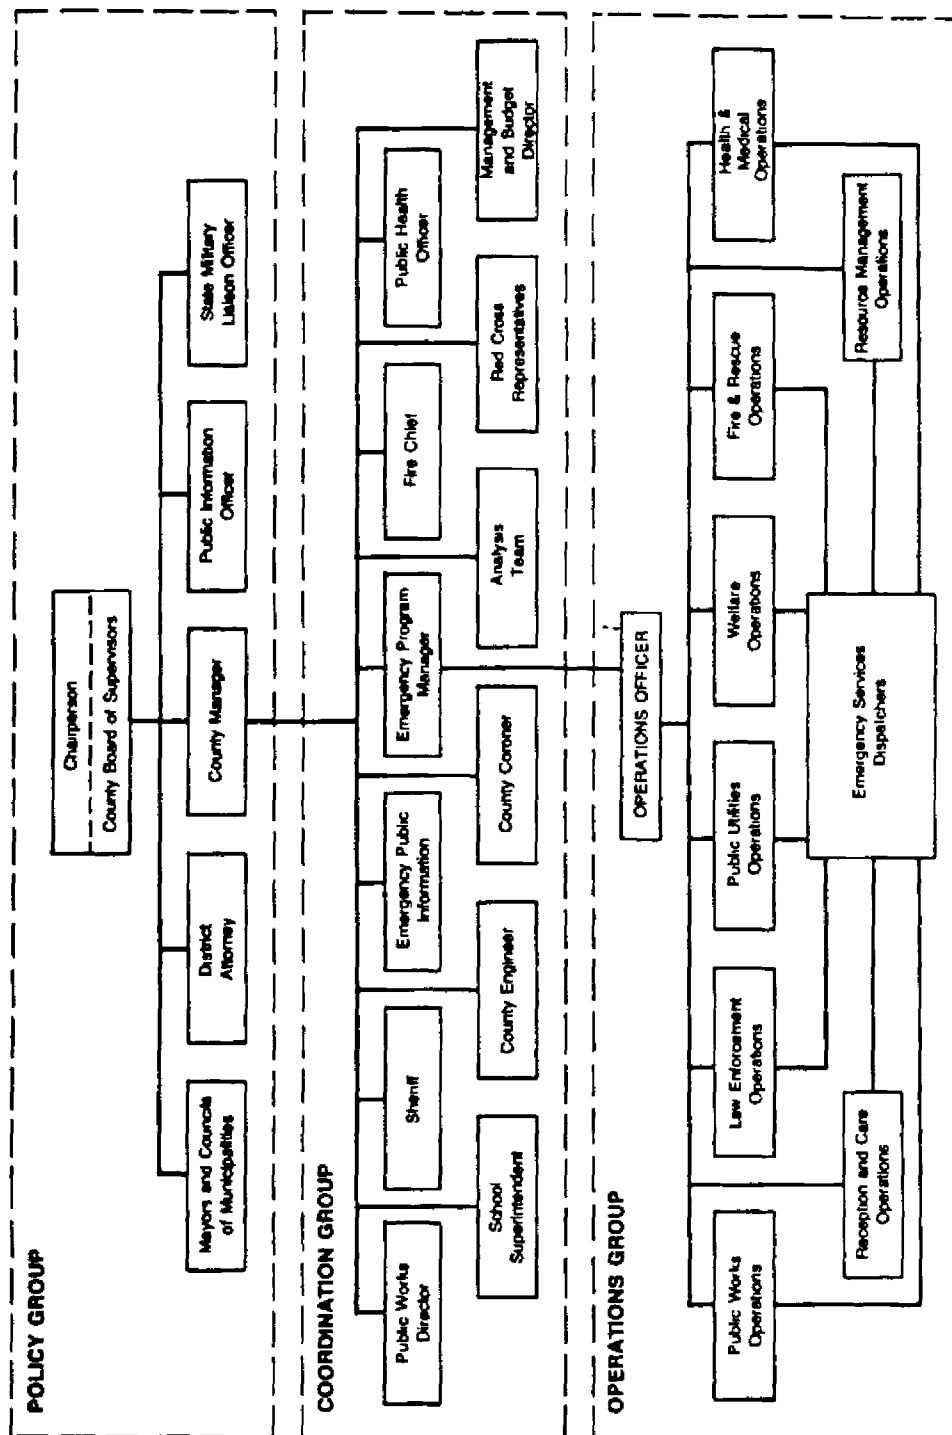 POLICY GROUP
Chairperson
County Board of Supervisors
Mayors and Councils
of Municipalities
District
Attorney
County Manager
Public Information
Officer
State Military
Liaison Officer
COORDINATION GROUP
Public Works
Director
Sheriff
Emergency Public
Information
Emergency Program
Manager
Fire Chief
Public Health
Officer
School
Superintendent
County Engineer
County Coroner
Analysis
Team
Red Cross
Representatives
Management
and Budget
Director
OPERATIONS GROUP
OPERATIONS OFFICER
Public Works
Operations
Law Enforcement
Operations
Public Utilities
Operations
Welfare
Operations
Fire & Rescue
Operations
Health &
Medical
Operations
Reception and Care
Operations
Emergency Services
Dispatchers
Resource Management
Operations